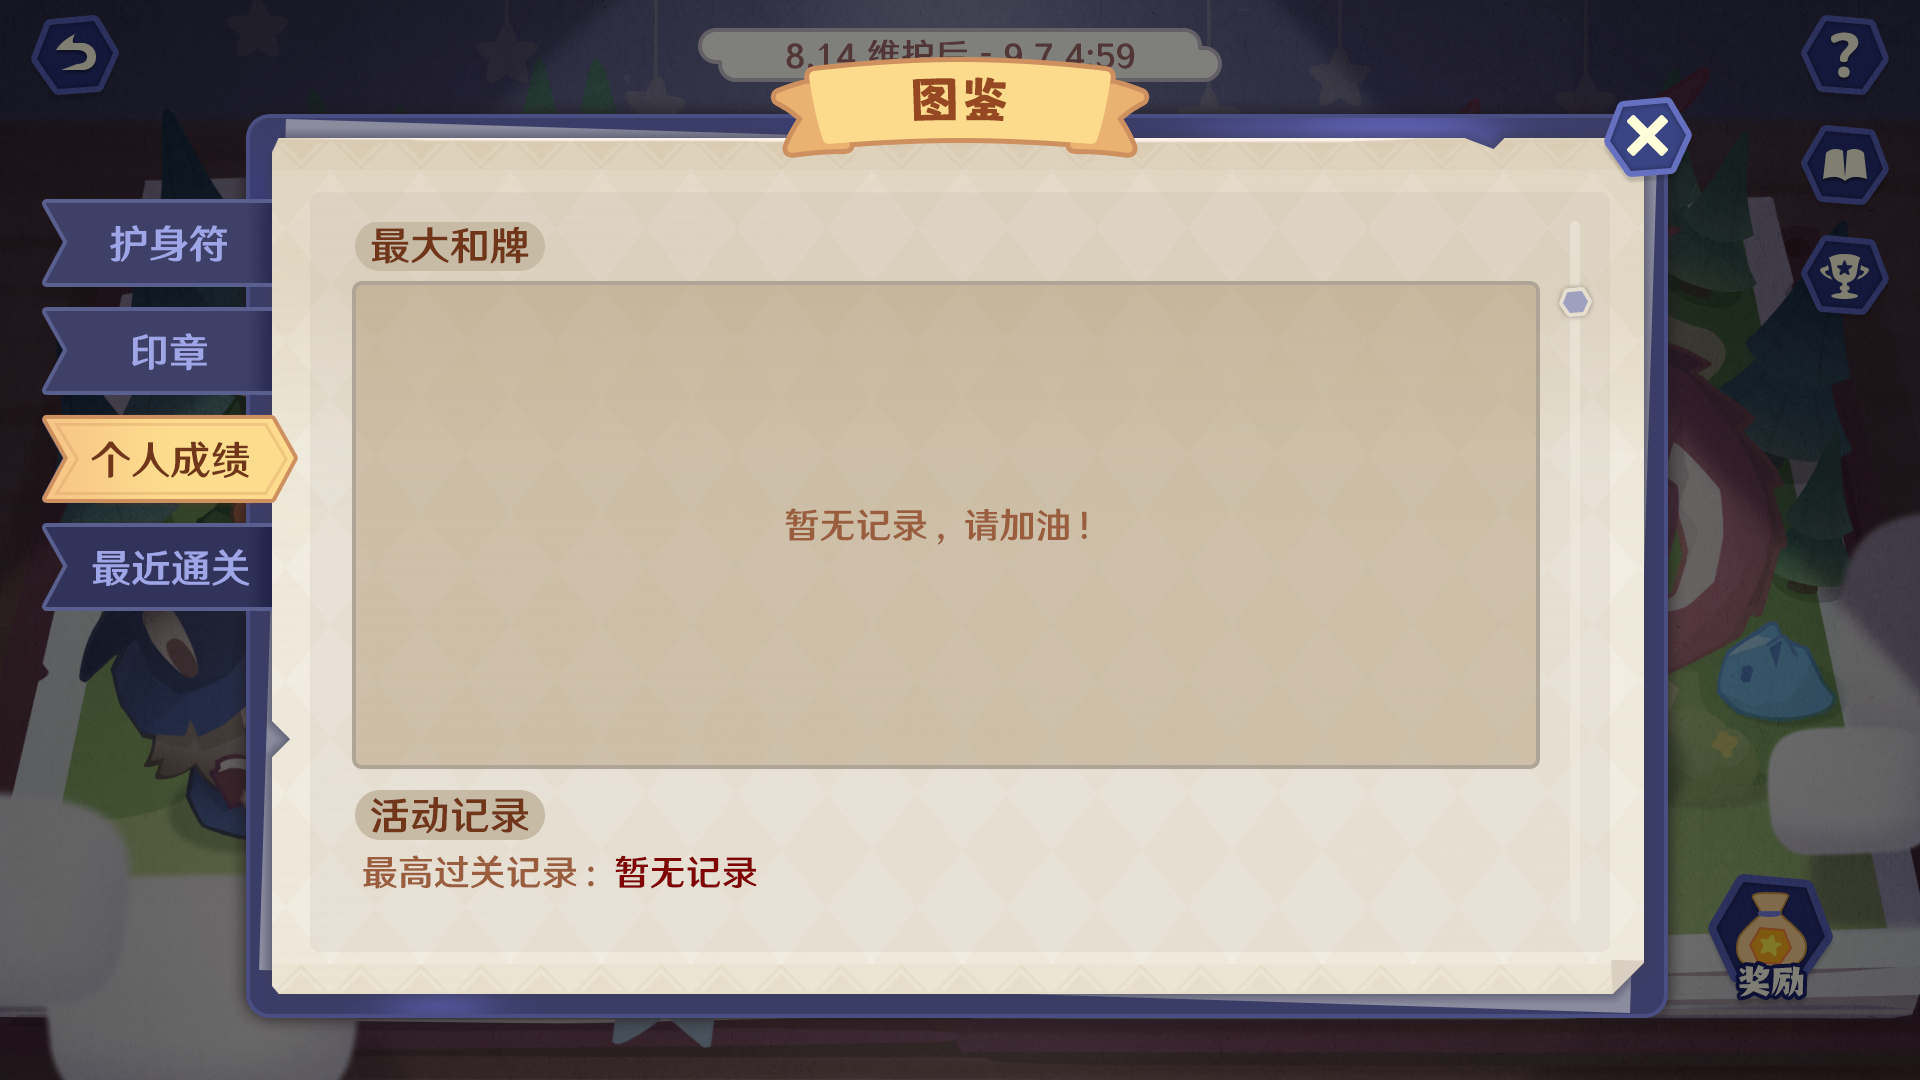 8.14 维护后 - 9.7 4:59
图鉴
护身符
印章
个人成绩
最近通关
最大和牌
暂无记录，请加油！
活动记录
最高过关记录：暂无记录
奖励